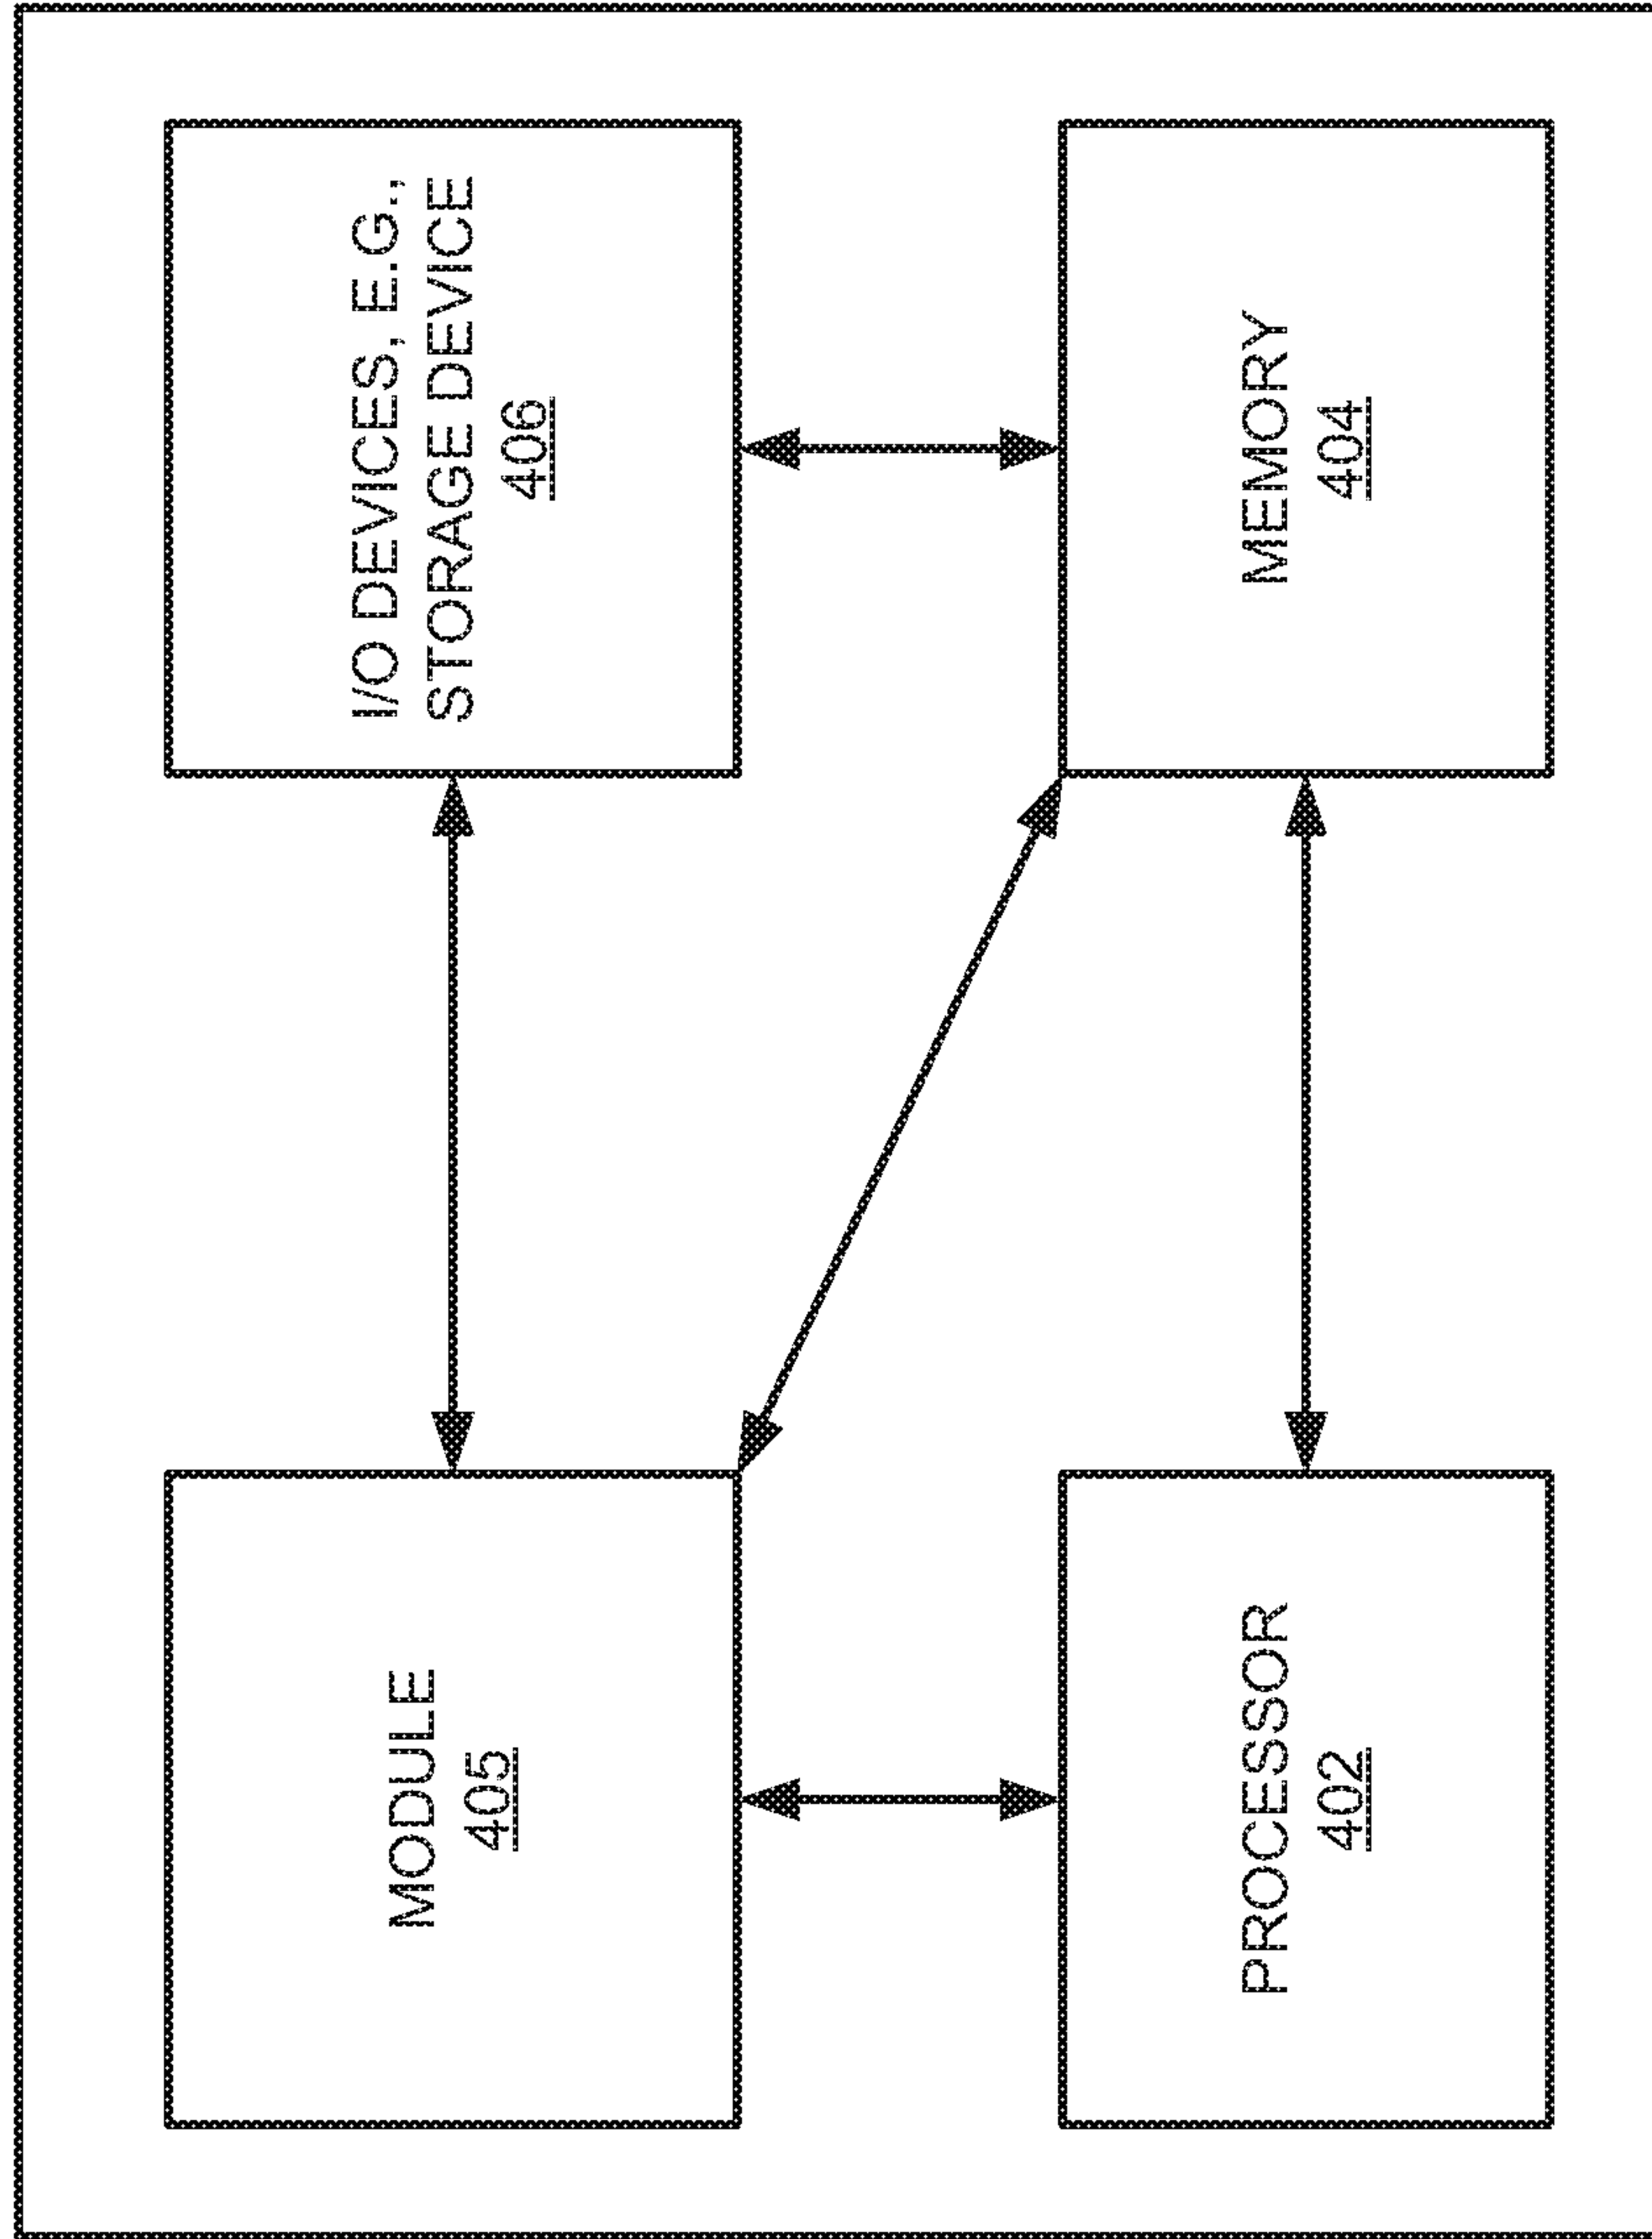 MODULE
405
I/O DEVICES, E.G.,
STORAGE DEVICE
406
PROCESSOR
402
MEMORY
404